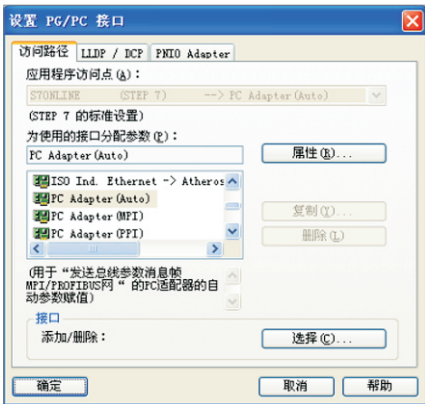 设置 PG/PC 接口
访问路径 LLDP / DCP PNIO Adapter
应用程序访问点(A)：
S7ONLINE (STEP 7) --> PC Adapter(Auto)
(STEP 7 的标准设置)
为使用的接口分配参数(P)：
PC Adapter(Auto) 属性(R)...
ISO Ind. Ethernet -> Atheros
PC Adapter(Auto)
PC Adapter(MPI) 复制(Y)...
PC Adapter(PPI) 删除(L)
(用于“发送总线参数消息帧
MPI/PROFIBUS网 “ 的PC适配器的自
动参数赋值)
接口
添加/删除： 选择(C)...
确定 取消 帮助